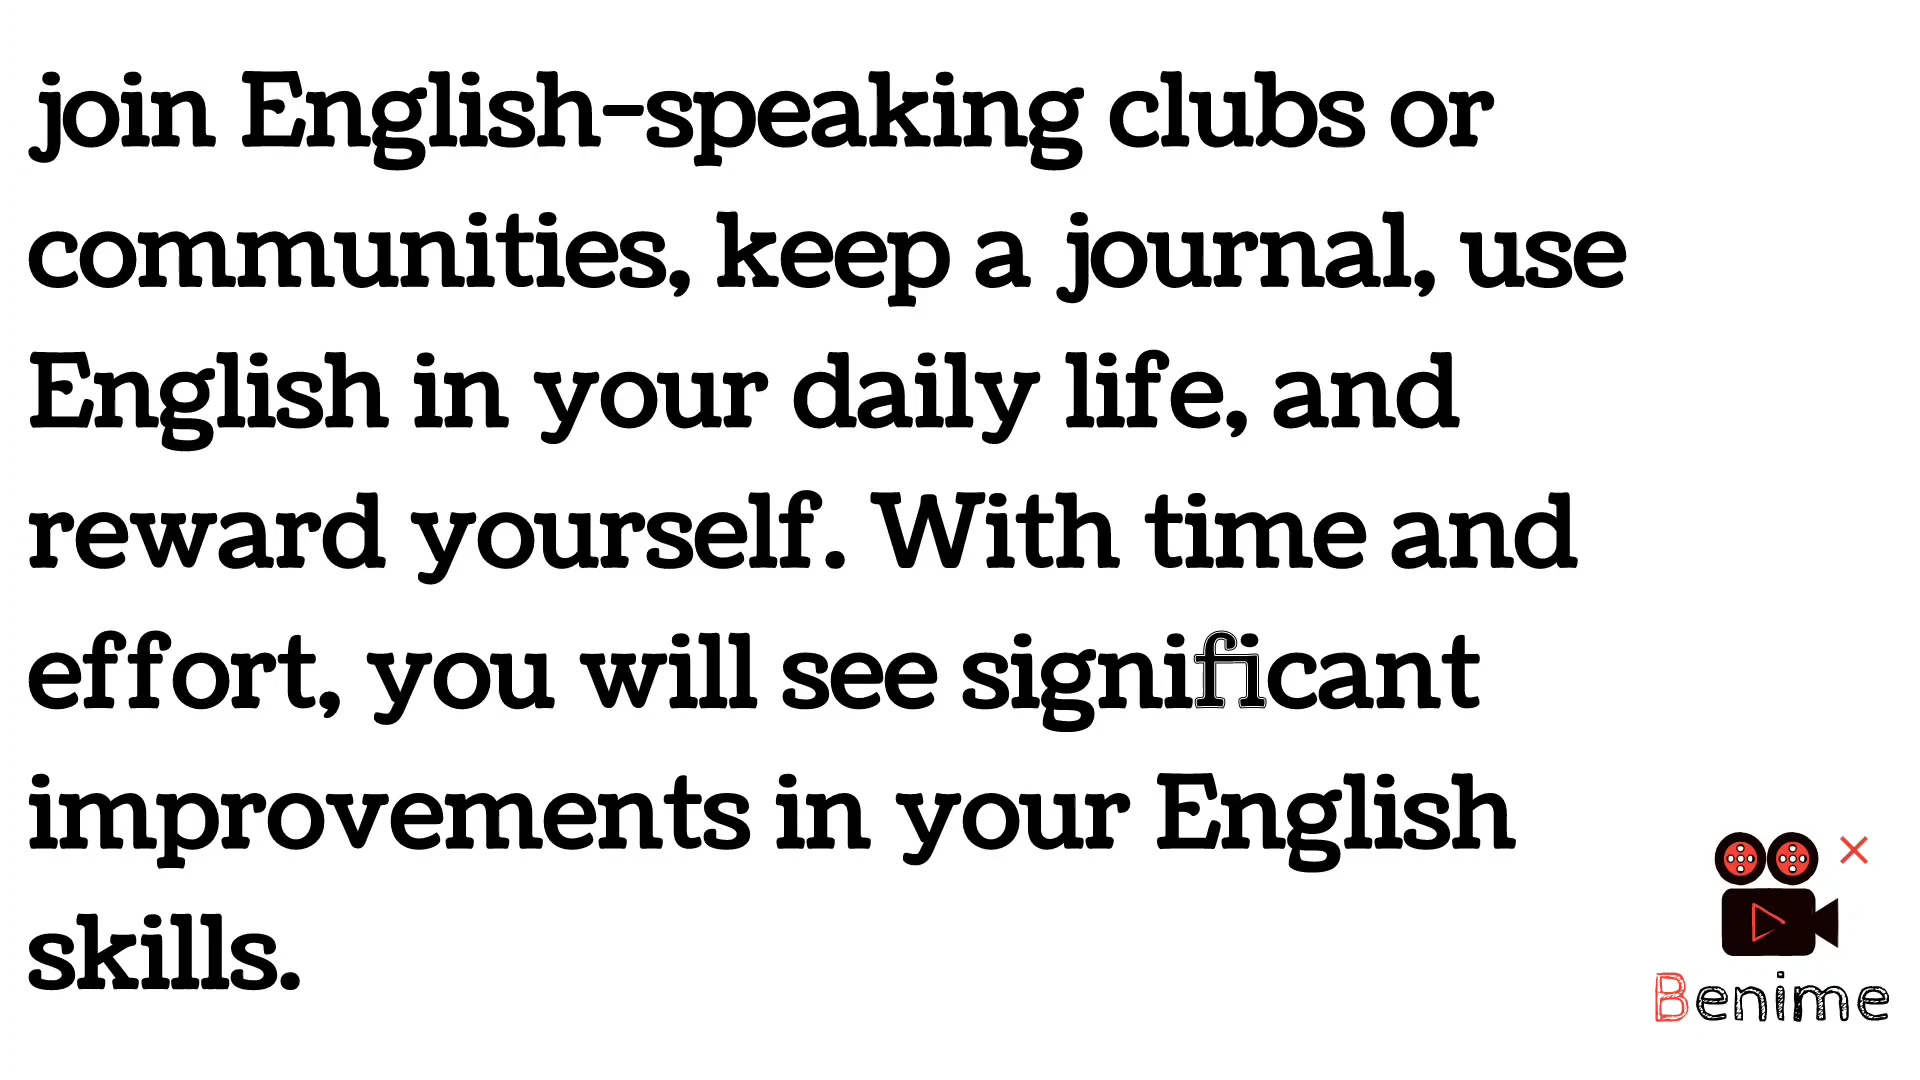 join English-speaking clubs or
communities, keep a journal, use
English in your daily life, and
reward yourself. With time and
effort, you will see significant
improvements in your English
skills.
Benime